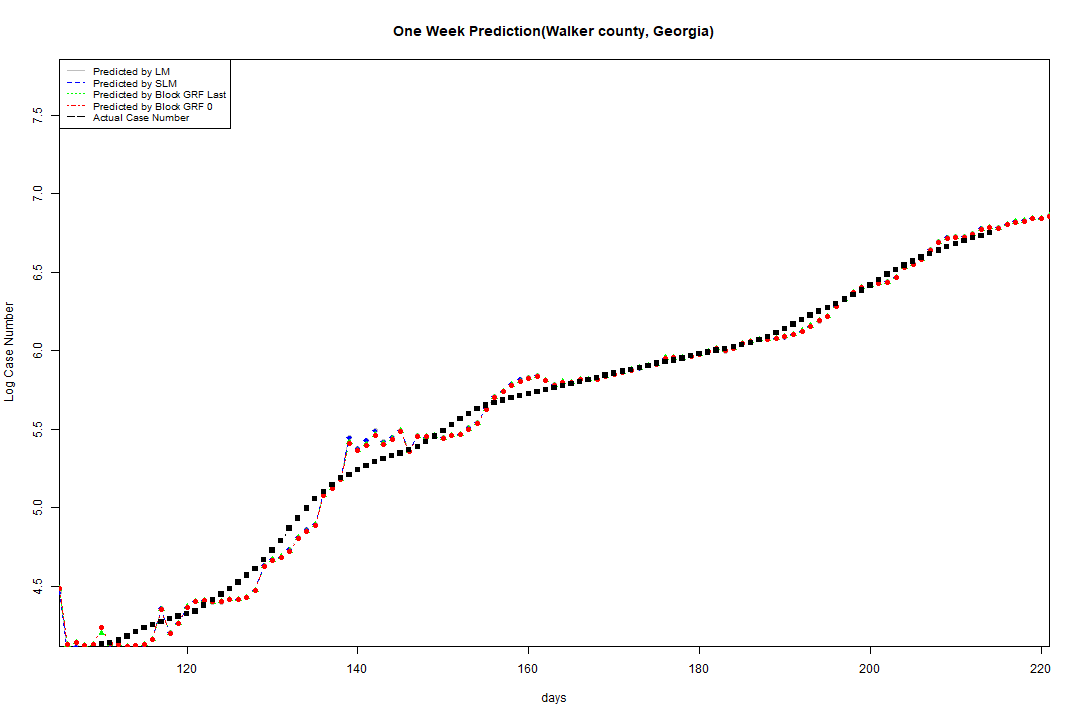 One Week Prediction(Walker county, Georgia)
Predicted by LM
Predicted by SLM
Predicted by Block GRF Last
Predicted by Block GRF 0
Actual Case Number
7.5
7.0
6.5
6.0
5.5
5.0
4.5
Log Case Number
120 140 160 180 200 220
days